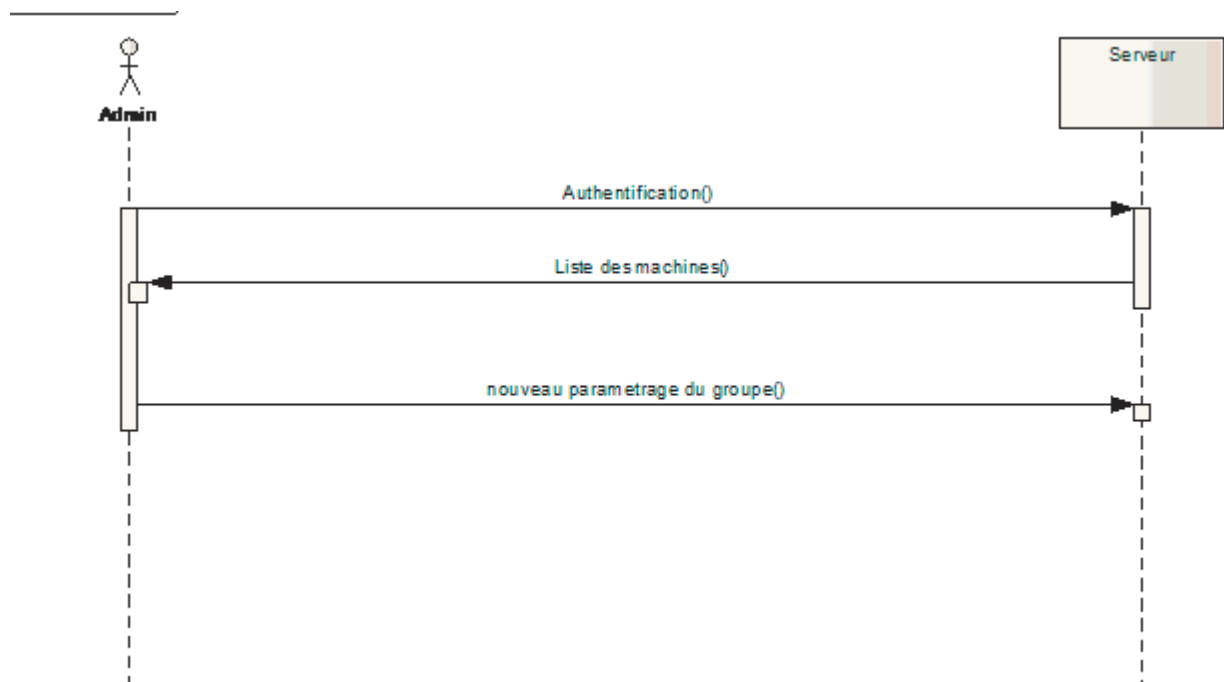 Admin
Serveur
Authentification()
Liste des machines()
nouveau parametrage du groupe()